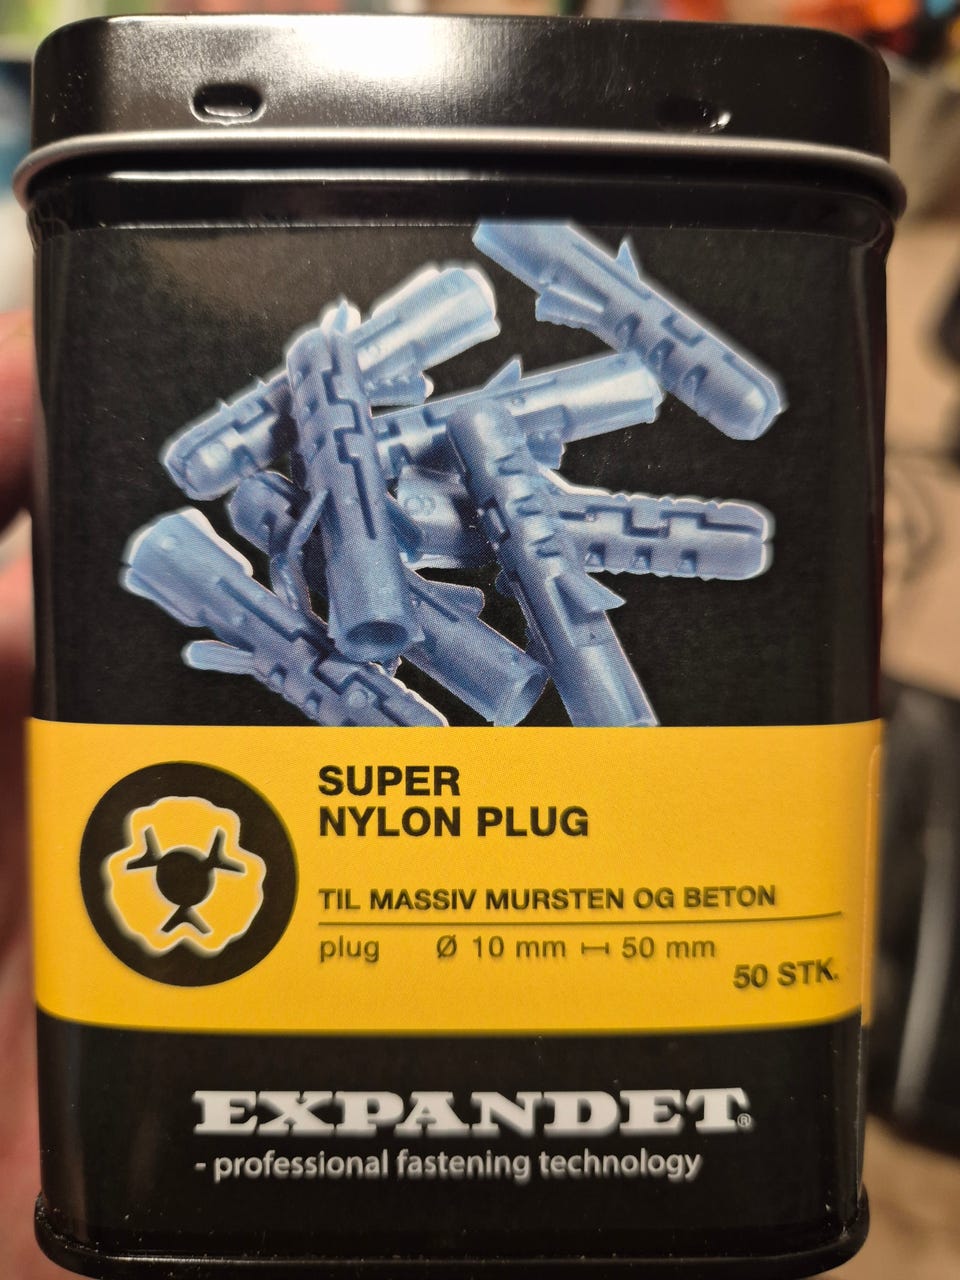 SUPER
NYLON PLUG
TIL MASSIV MURSTEN OG BETON
plug Ø 10 mm ↦ 50 mm
50 STK.
EXPANDET®
- professional fastening technology